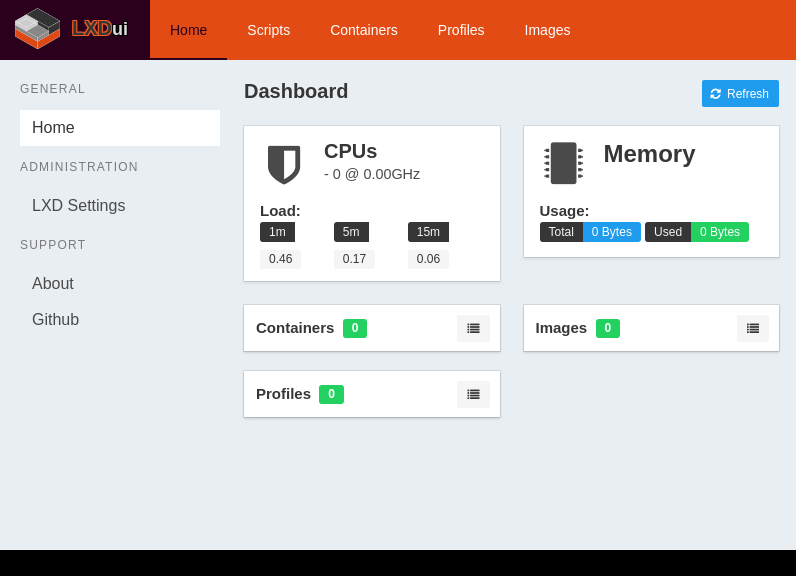 LXDui
Home
Scripts
Containers
Profiles
Images
GENERAL
Home
ADMINISTRATION
LXD Settings
SUPPORT
About
Github
Dashboard
Refresh
CPUs
- 0 @ 0.00GHz
Load:
1m 5m 15m
0.46 0.17 0.06
Memory
Usage:
Total 0 Bytes Used 0 Bytes
Containers 0
Images 0
Profiles 0